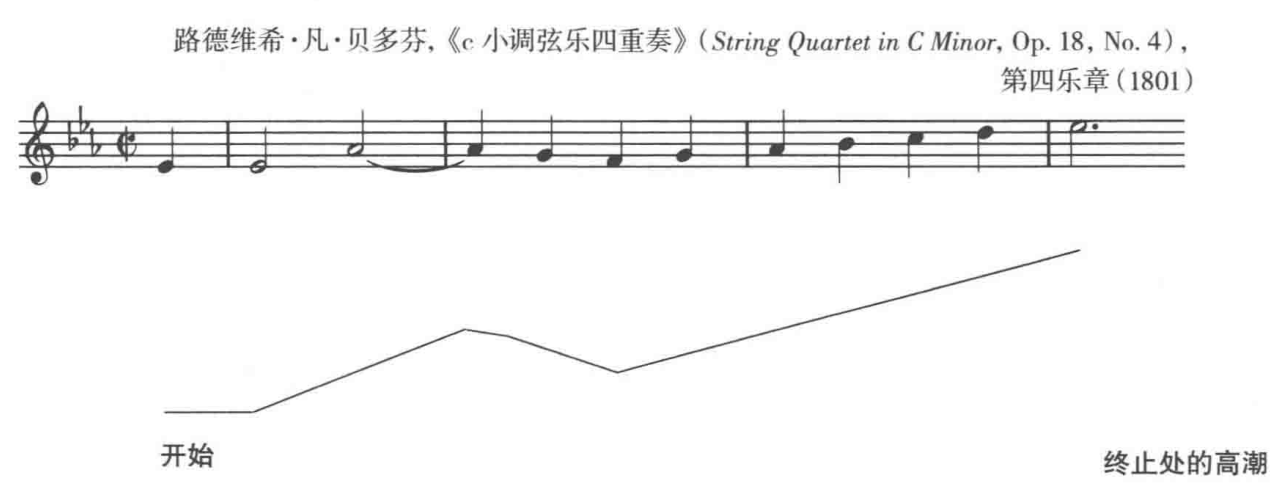 路德维希·凡·贝多芬,《c 小调弦乐四重奏》(String Quartet in C Minor, Op. 18, No. 4),
第四乐章(1801)
开始
终止处的高潮